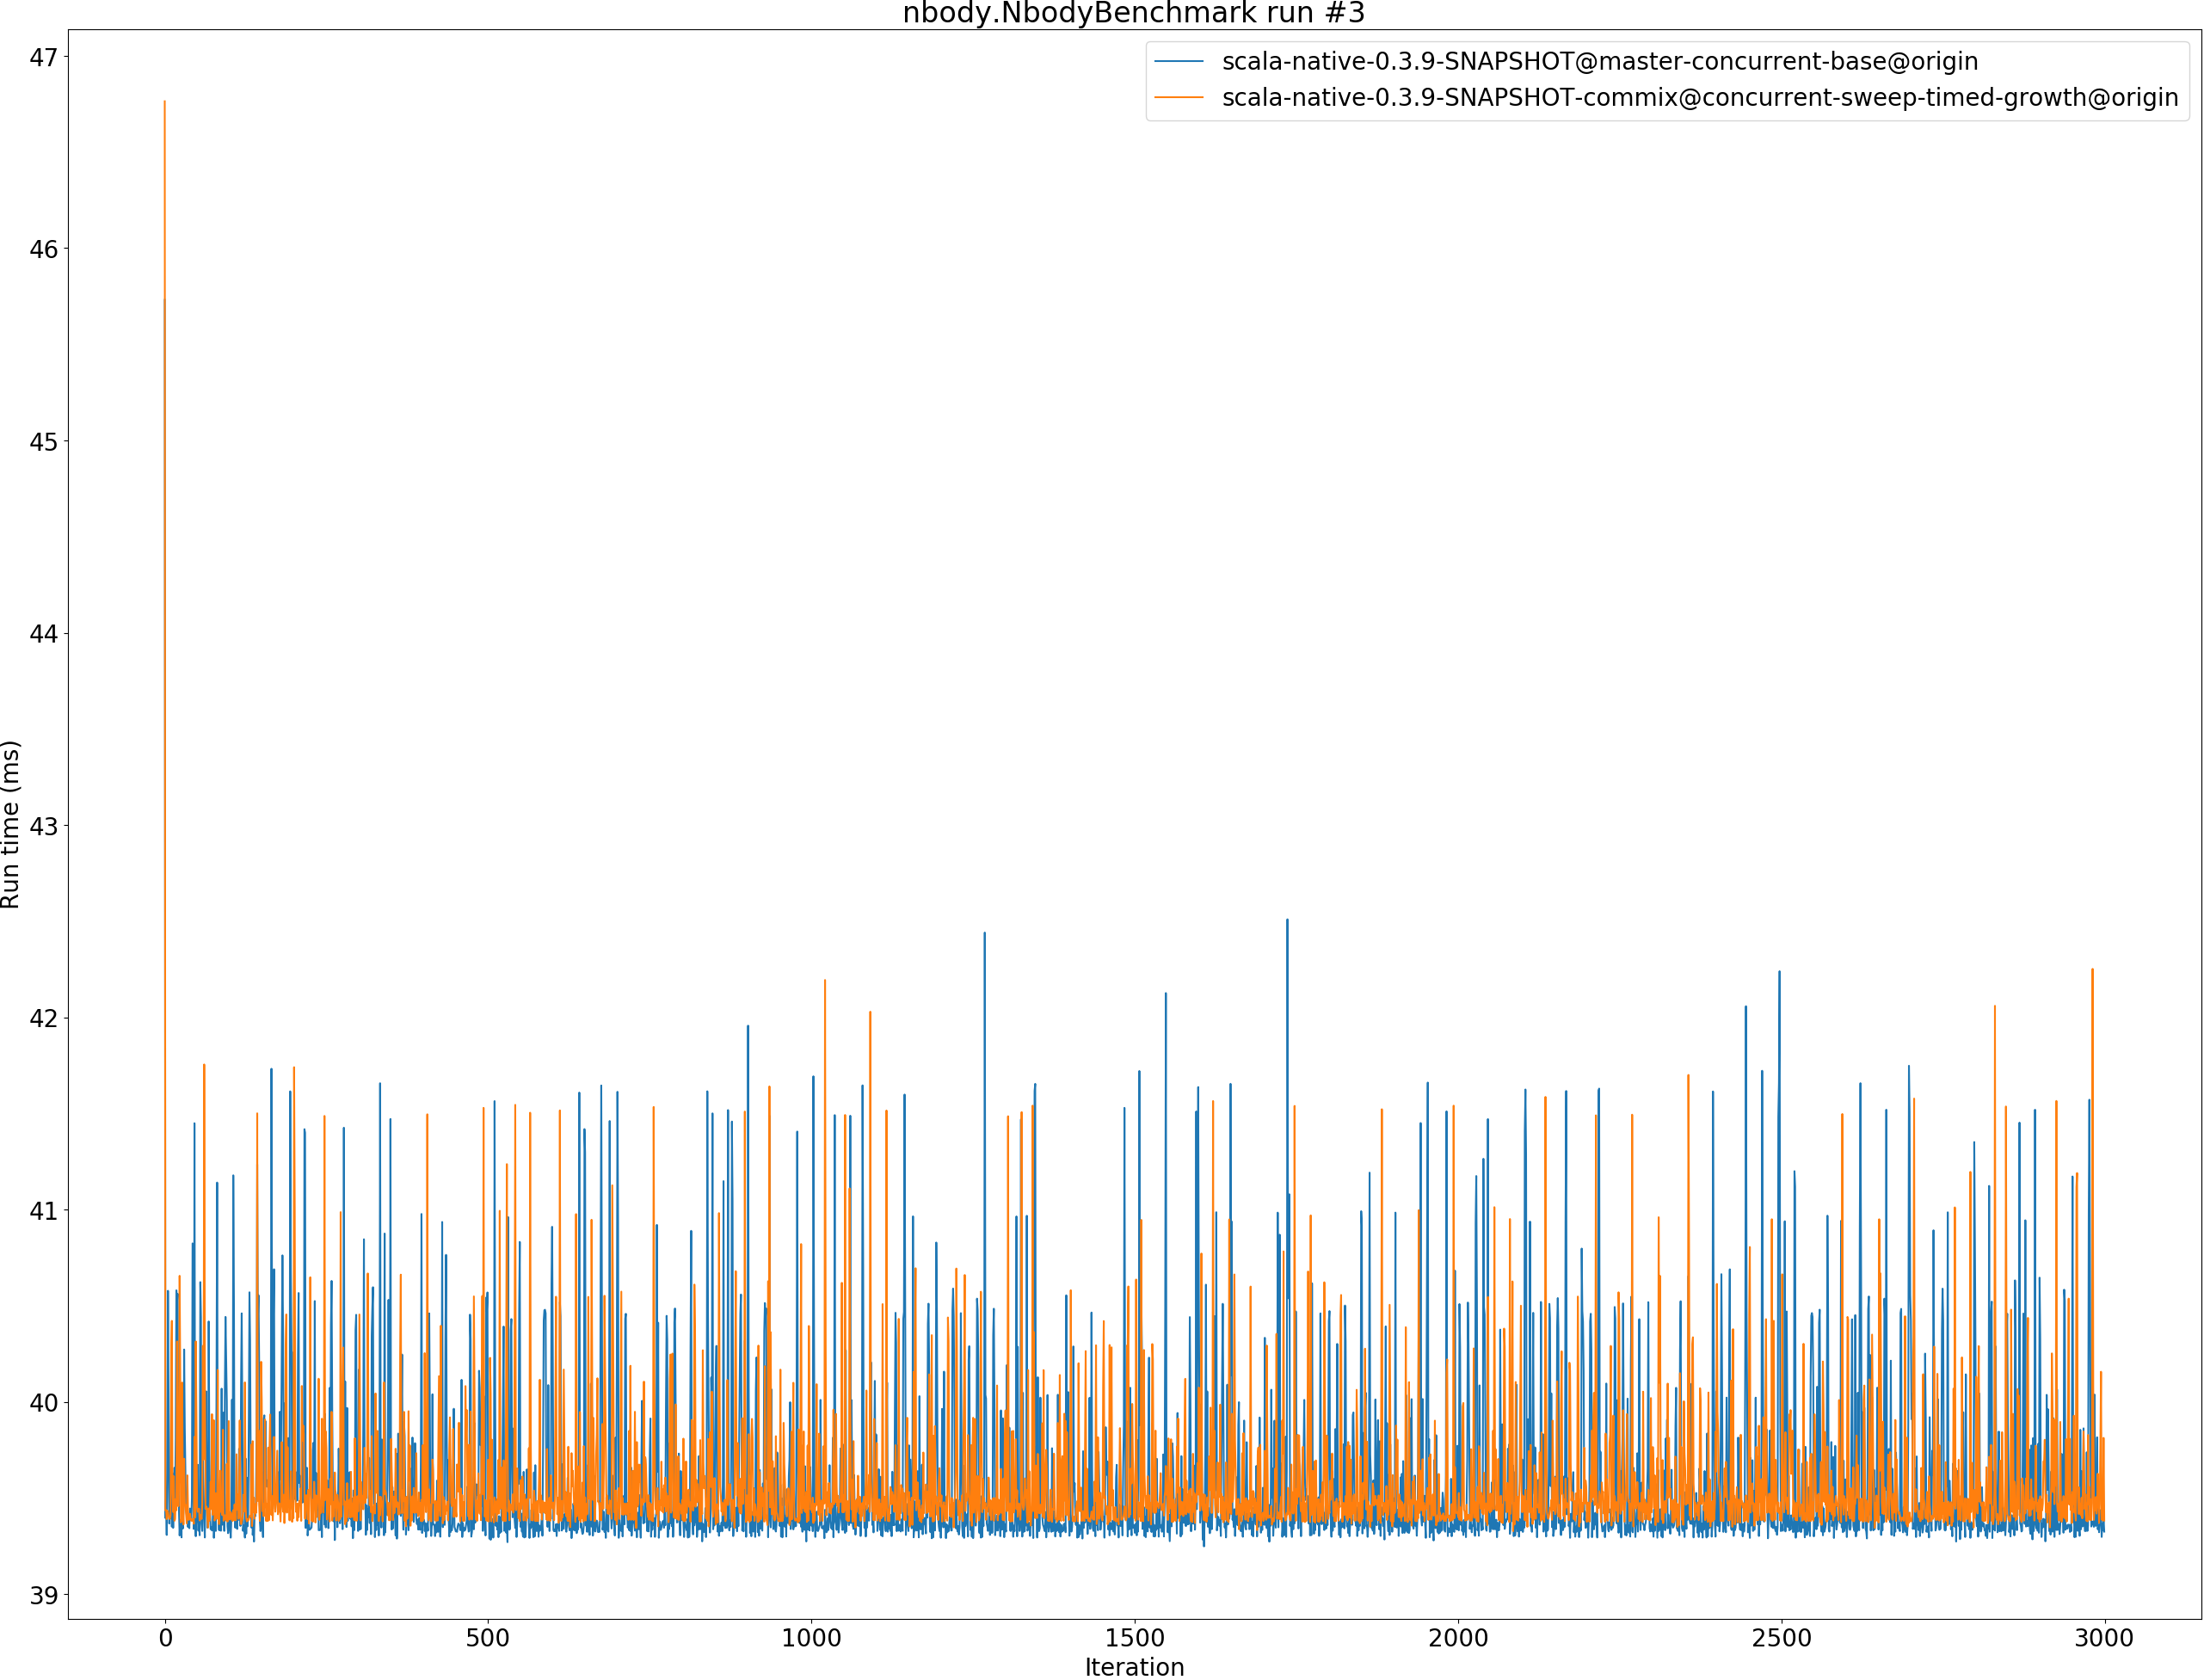 nbody.NbodyBenchmark run #3
scala-native-0.3.9-SNAPSHOT@master-concurrent-base@origin
scala-native-0.3.9-SNAPSHOT-commix@concurrent-sweep-timed-growth@origin
47
46
45
44
43
42
41
40
39
Run time (ms)
0 500 1000 1500 2000 2500 3000
Iteration